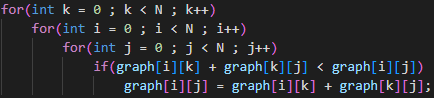 for(int k = 0 ; k < N ; k++)
for(int i = 0 ; i < N ; i++)
for(int j = 0 ; j < N ; j++)
if(graph[i][k] + graph[k][j] < graph[i][j])
graph[i][j] = graph[i][k] + graph[k][j];